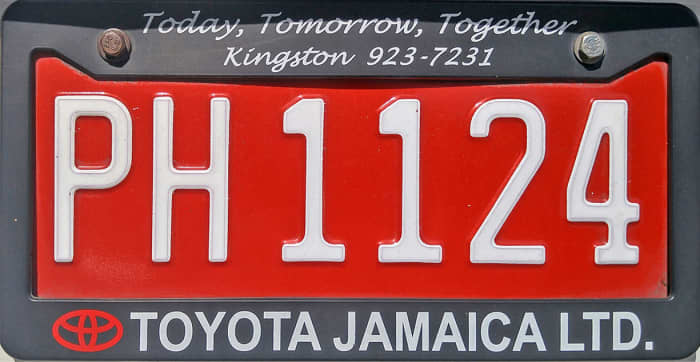 Today, Tomorrow, Together
Kingston 923-7231
PH 1124
TOYOTA JAMAICA LTD.